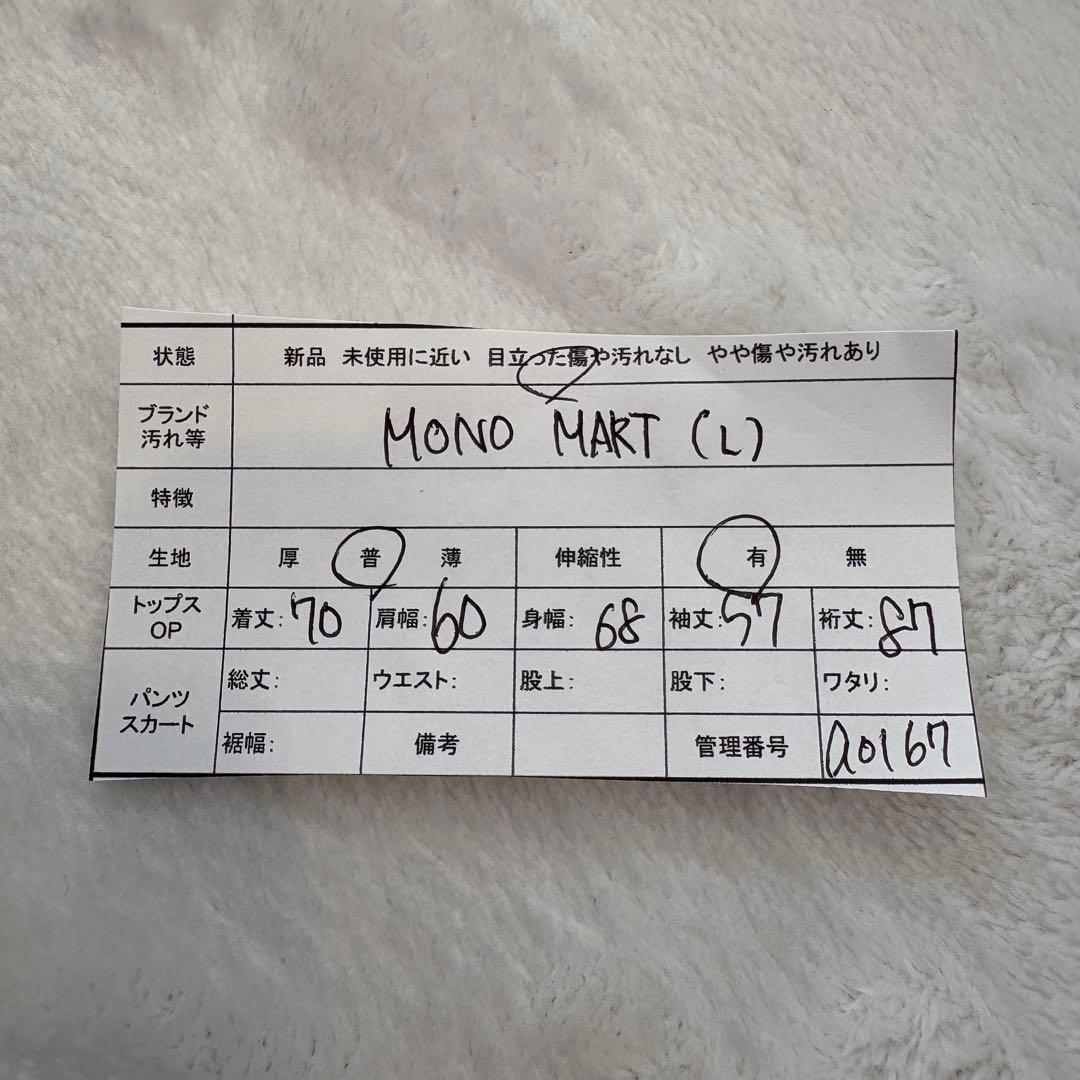 状態 新品 未使用に近い 目立った傷や汚れなし やや傷や汚れあり
ブランド
汚れ等
MONO MART (L)
特徴
生地 厚 普 薄 伸縮性 有 無
トップス
OP
着丈:70 肩幅:60 身幅:68 袖丈:57 裄丈:87
パンツ
スカート
総丈: ウエスト: 股上: 股下: ワタリ:
裾幅: 備考 管理番号 a0167